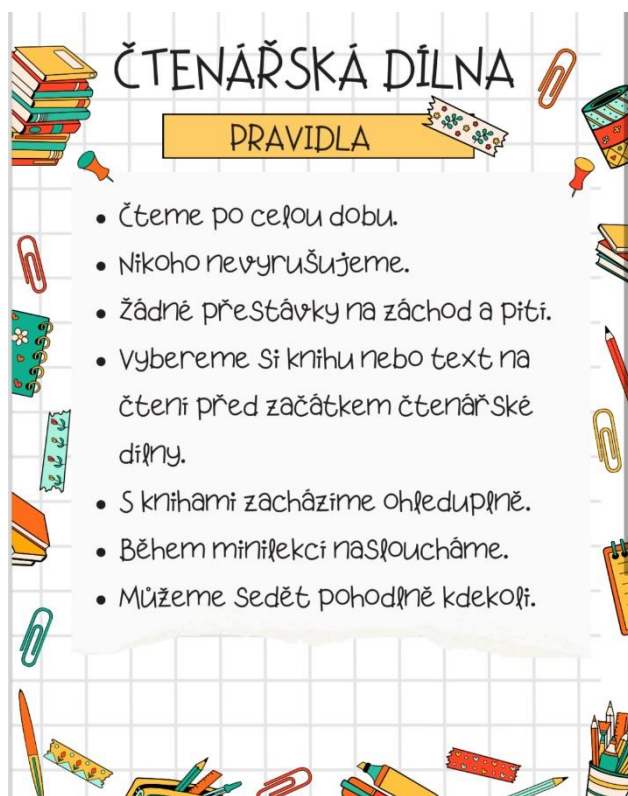 ČTENÁŘSKÁ DÍLNA
PRAVIDLA
• Čteme po celou dobu.
• Nikoho nevyrušujeme.
• Žádné přestávky na záchod a pití.
• Vybereme si knihu nebo text na
čtení před začátkem čtenářské
dílny.
• S knihami zacházíme ohleduplně.
• Během minilekcí nasloucháme.
• Můžeme sedět pohodlně kdekoli.